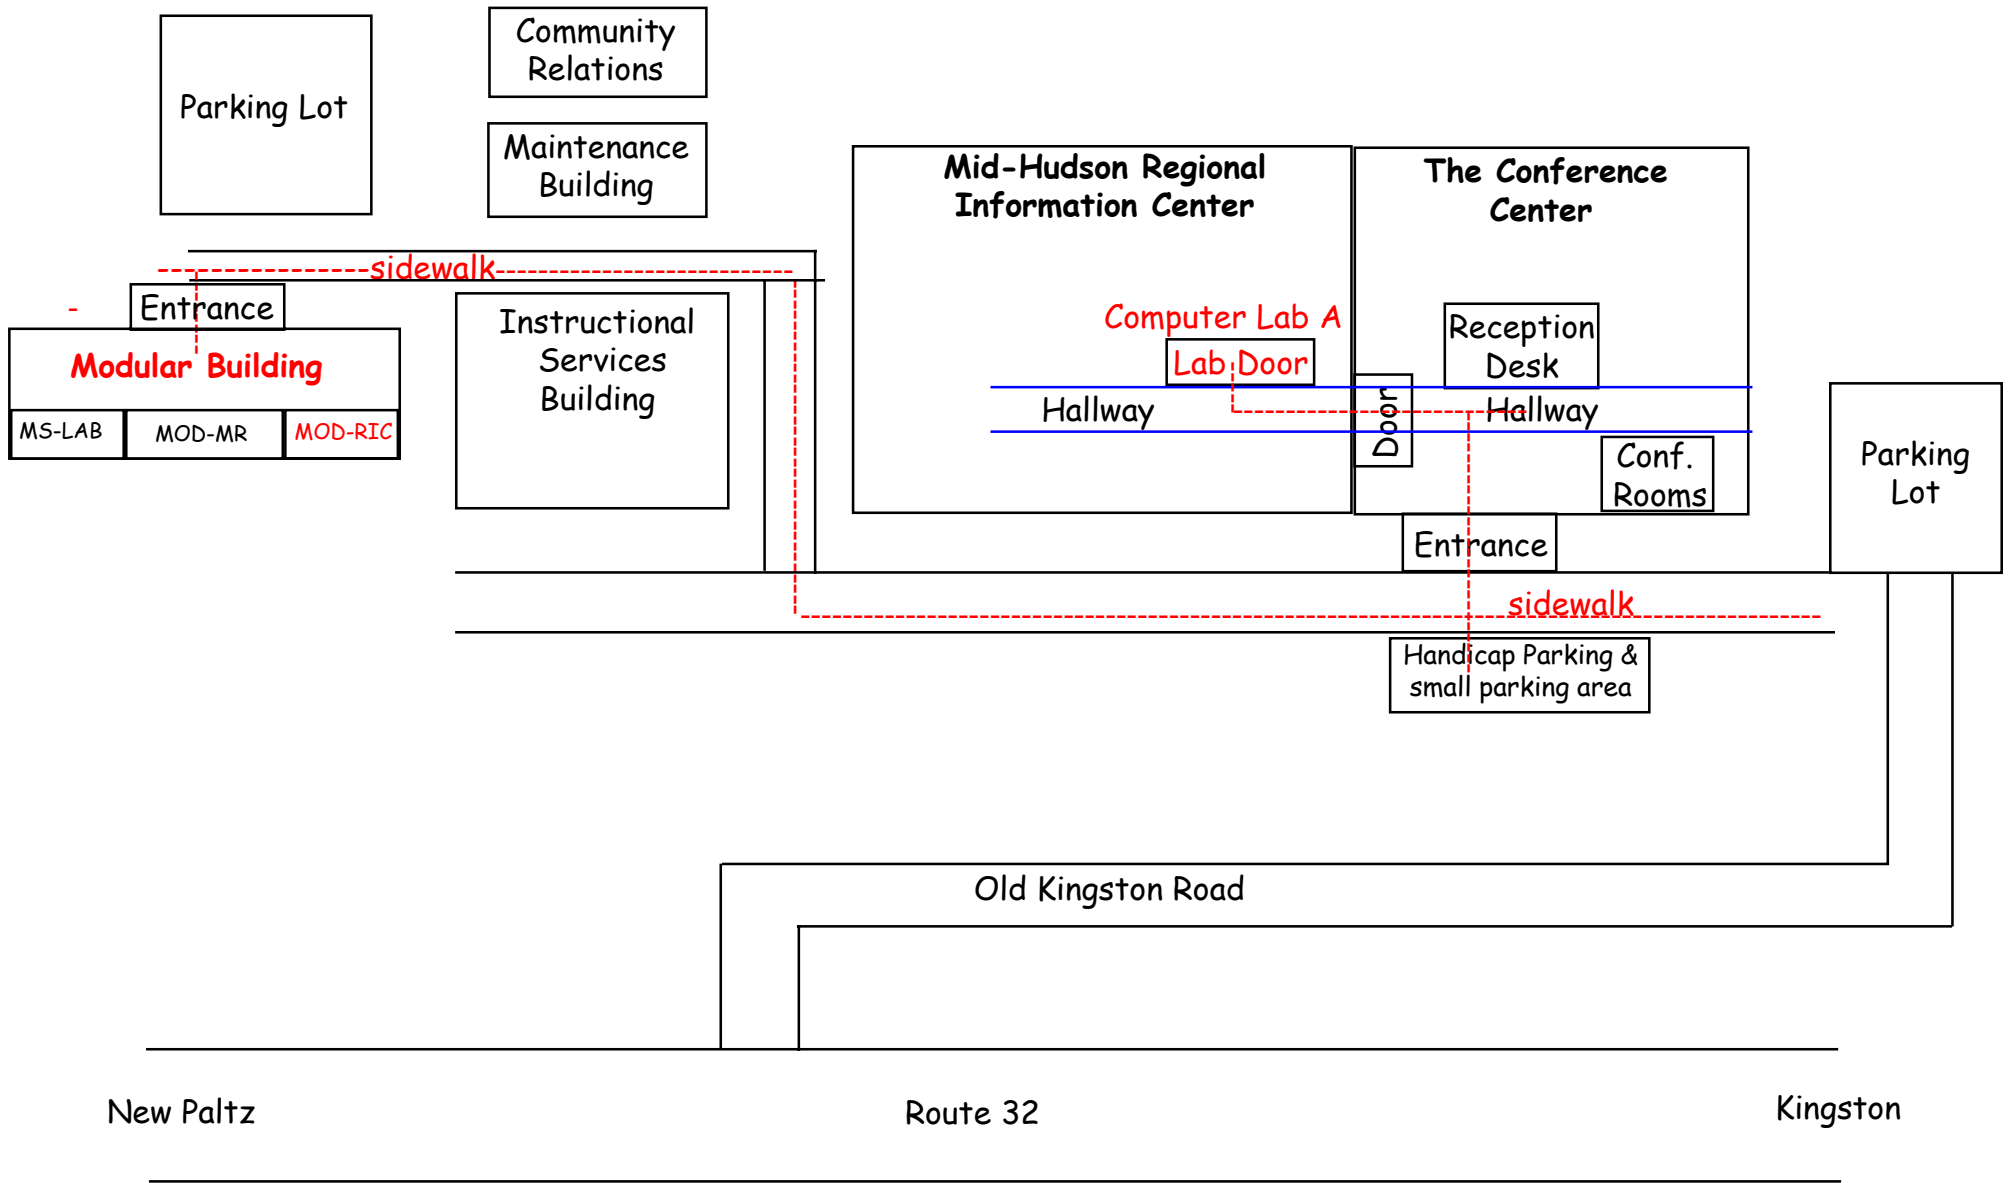 Community
Relations
Parking Lot
Maintenance
Building
Mid-Hudson Regional
Information Center
The Conference
Center
sidewalk
Entrance
Instructional
Services
Building
Modular Building
MS-LAB
MOD-MR
MOD-RIC
Computer Lab A
Lab Door
Reception
Desk
Hallway
Door
Hallway
Conf.
Rooms
Parking
Lot
Entrance
sidewalk
Handicap Parking &
small parking area
Old Kingston Road
New Paltz
Route 32
Kingston